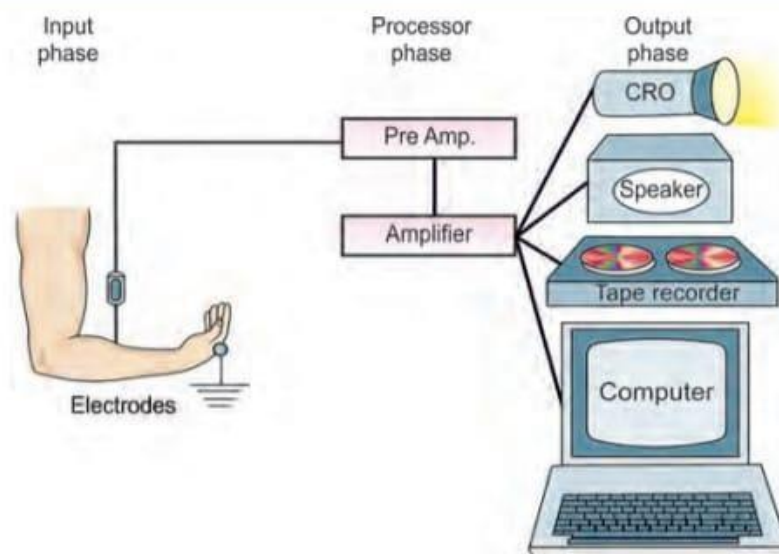 Input
phase
Processor
phase
Output
phase
CRO
Pre Amp.
Speaker
Amplifier
Tape recorder
Computer
Electrodes